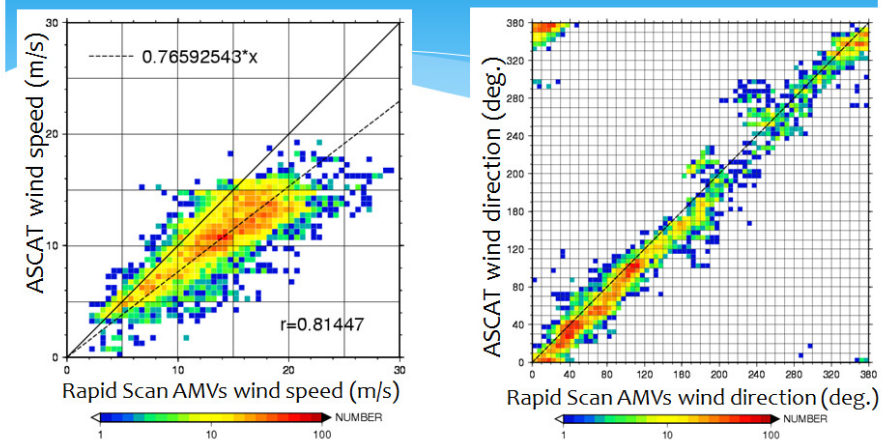 30
20
10
0
ASCAT wind speed (m/s)
0.76592543*x
r=0.81447
0 10 20 30
Rapid Scan AMVs wind speed (m/s)
1 10 100
NUMBER
380
320
280
240
200
160
120
80
40
0
ASCAT wind direction (deg.)
0 40 80 120 160 200 240 280 320 380
Rapid Scan AMVs wind direction (deg.)
1 10 100
NUMBER